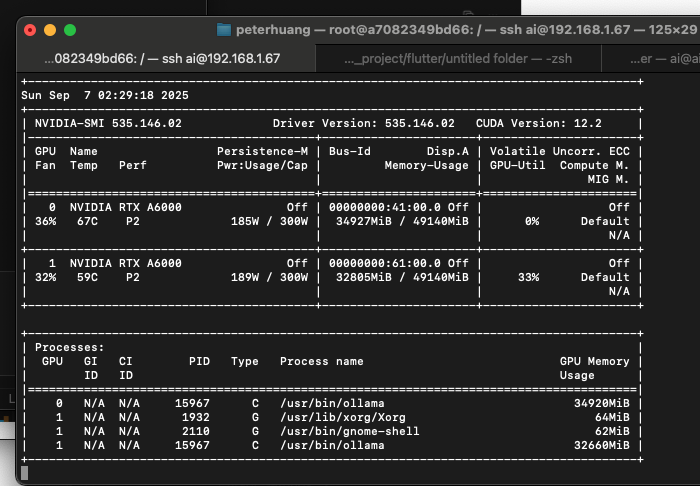 peterhuang — root@a7082349bd66: / — ssh ai@192.168.1.67 — 125×29
...082349bd66: / — ssh ai@192.168.1.67
..._project/flutter/untitled folder — -zsh
...er — ai@ai
Sun Sep  7 02:29:18 2025
NVIDIA-SMI 535.146.02 Driver Version: 535.146.02 CUDA Version: 12.2
GPU Name Persistence-M | Bus-Id Disp.A | Volatile Uncorr. ECC
Fan Temp Perf Pwr:Usage/Cap | Memory-Usage | GPU-Util Compute M.
MIG M.
0 NVIDIA RTX A6000 Off | 00000000:41:00.0 Off | Off
36% 67C P2 185W / 300W | 34927MiB / 49140MiB | 0% Default
N/A
1 NVIDIA RTX A6000 Off | 00000000:61:00.0 Off | Off
32% 59C P2 189W / 300W | 32805MiB / 49140MiB | 33% Default
N/A
Processes:
GPU GI CI PID Type Process name GPU Memory
ID ID Usage
0 N/A N/A 15967 C /usr/bin/ollama 34920MiB
1 N/A N/A 1932 G /usr/lib/xorg/Xorg 64MiB
1 N/A N/A 2110 G /usr/bin/gnome-shell 62MiB
1 N/A N/A 15967 C /usr/bin/ollama 32660MiB